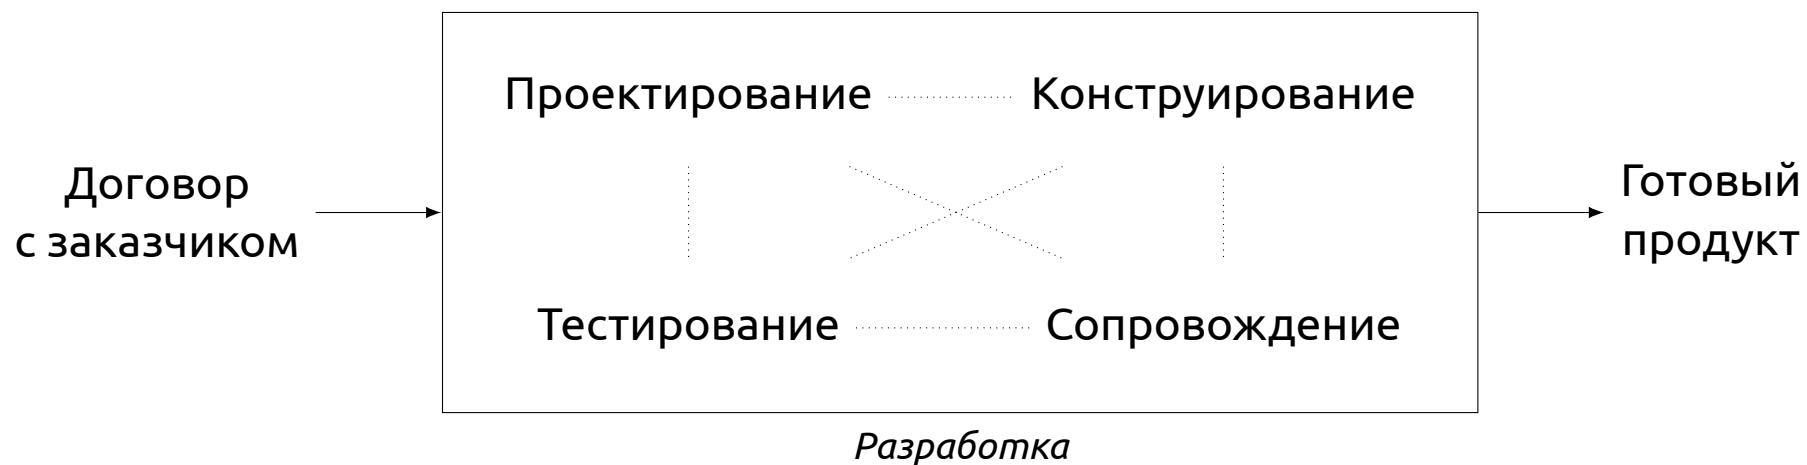 Проектирование
Конструирование
Договор
с заказчиком
Готовый
продукт
Тестирование
Сопровождение
Разработка